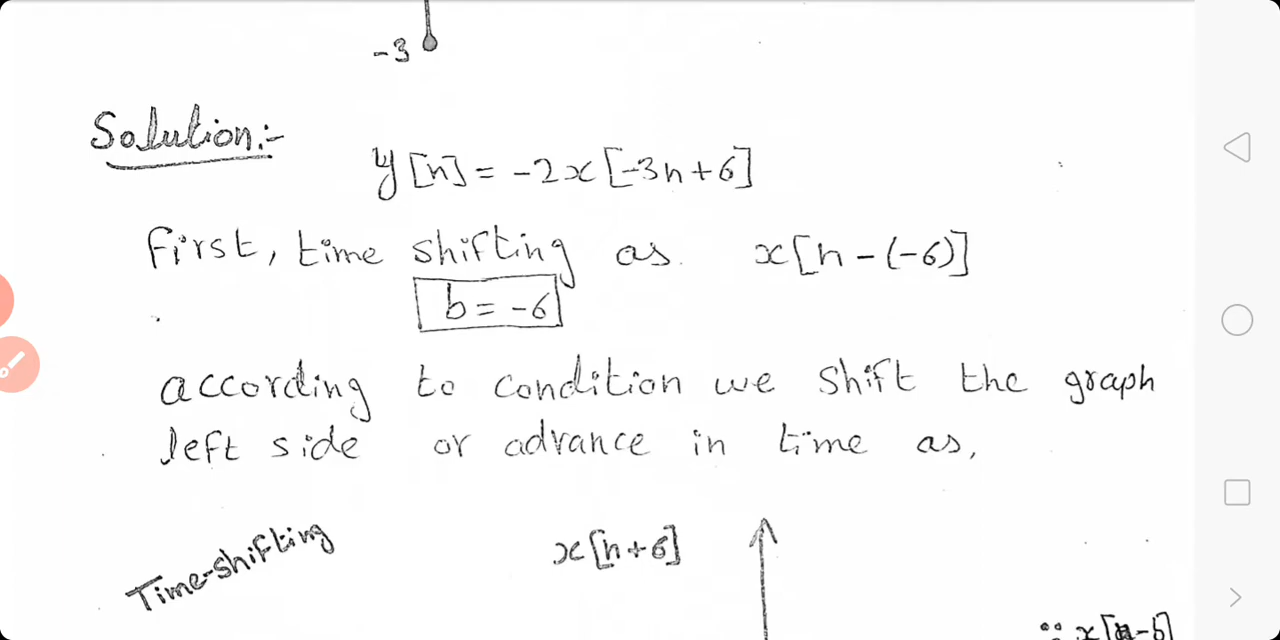 -3
Solution:-
y[n] = -2x[-3n+6]
first, time shifting as x[n-(-6)]
b = -6
according to condition we shift the graph
left side or advance in time as,
Time-shifting x[n+6]
∵ x[n-b]